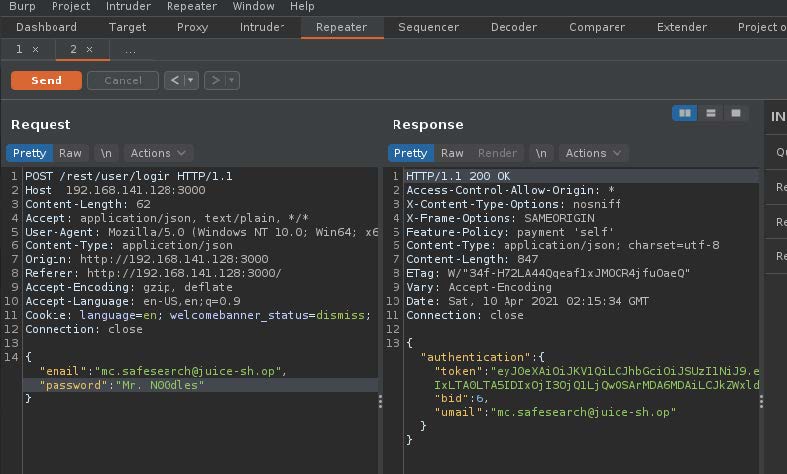 Burp Project Intruder Repeater Window Help
Dashboard Target Proxy Intruder Repeater Sequencer Decoder Comparer Extender Project o
1 × 2 × ...
Send Cancel < >
Request
Pretty Raw \n Actions
1 POST /rest/user/login HTTP/1.1
2 Host 192.168.141.128:3000
3 Content-Length: 62
4 Accept: application/json, text/plain, */*
5 User-Agent: Mozilla/5.0 (Windows NT 10.0; Win64; x6
6 Content-Type: application/json
7 Origin: http://192.168.141.128:3000
8 Referer: http://192.168.141.128:3000/
9 Accept-Encoding: gzip, deflate
10 Accept-Language: en-US,en;q=0.9
11 Cookie: language=en; welcomebanner_status=dismiss;
12 Connection: close
13
14 {
"email":"mc.safesearch@juice-sh.op",
"password":"Mr. N00dles"
}
Response
Pretty Raw Render \n Actions
1 HTTP/1.1 200 OK
2 Access-Control-Allow-Origin: *
3 X-Content-Type-Options: nosniff
4 X-Frame-Options: SAMEORIGIN
5 Feature-Policy: payment 'self'
6 Content-Type: application/json; charset=utf-8
7 Content-Length: 847
8 ETag:
9 Vary: Accept-Encoding
10 Date: Sat, 10 Apr 2021 02:15:34 GMT
11 Connection: close
12
13 {
"authentication":{
"token":
"bid":6,
"umail":"mc.safesearch@juice-sh.op"
}
}
IN
Qu
Re
Re
Re